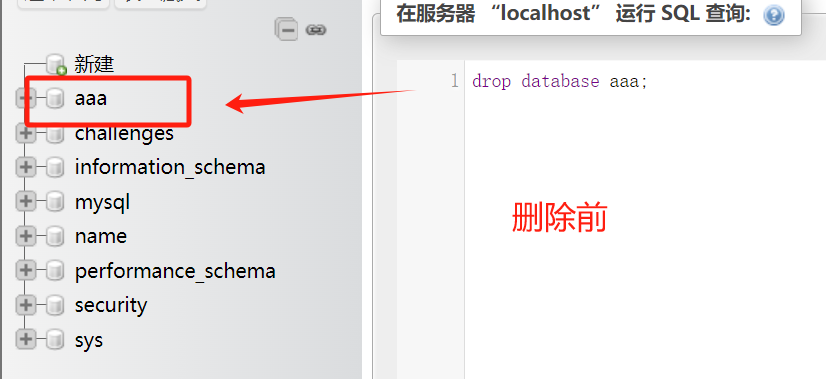 在服务器 “localhost” 运行 SQL 查询:
新建
aaa
challenges
information_schema
mysql
name
performance_schema
security
sys
1 drop database aaa;
删除前